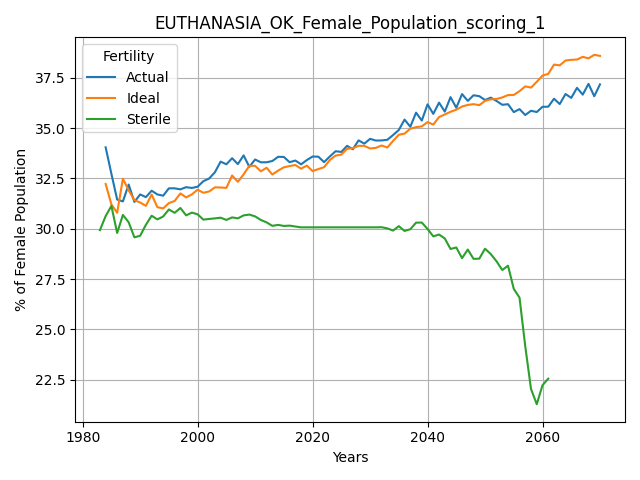 EUTHANASIA_OK_Female_Population_scoring_1
Fertility
Actual
Ideal
Sterile
% of Female Population
37.5
35.0
32.5
30.0
27.5
25.0
22.5
1980
2000
2020
2040
2060
Years